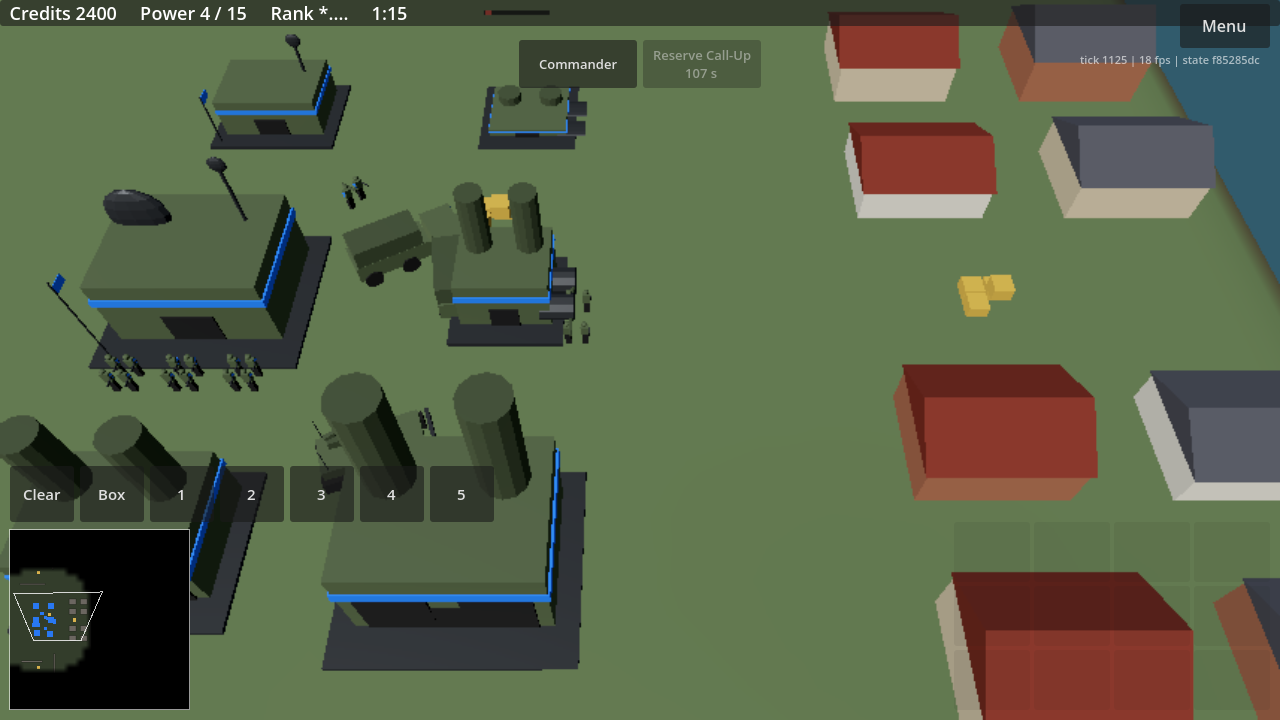 Credits 2400 Power 4 / 15 Rank *.... 1:15
Menu
Commander
Reserve Call-Up
107 s
tick 1125 | 18 fps | state f85285dc
Clear Box 1 2 3 4 5